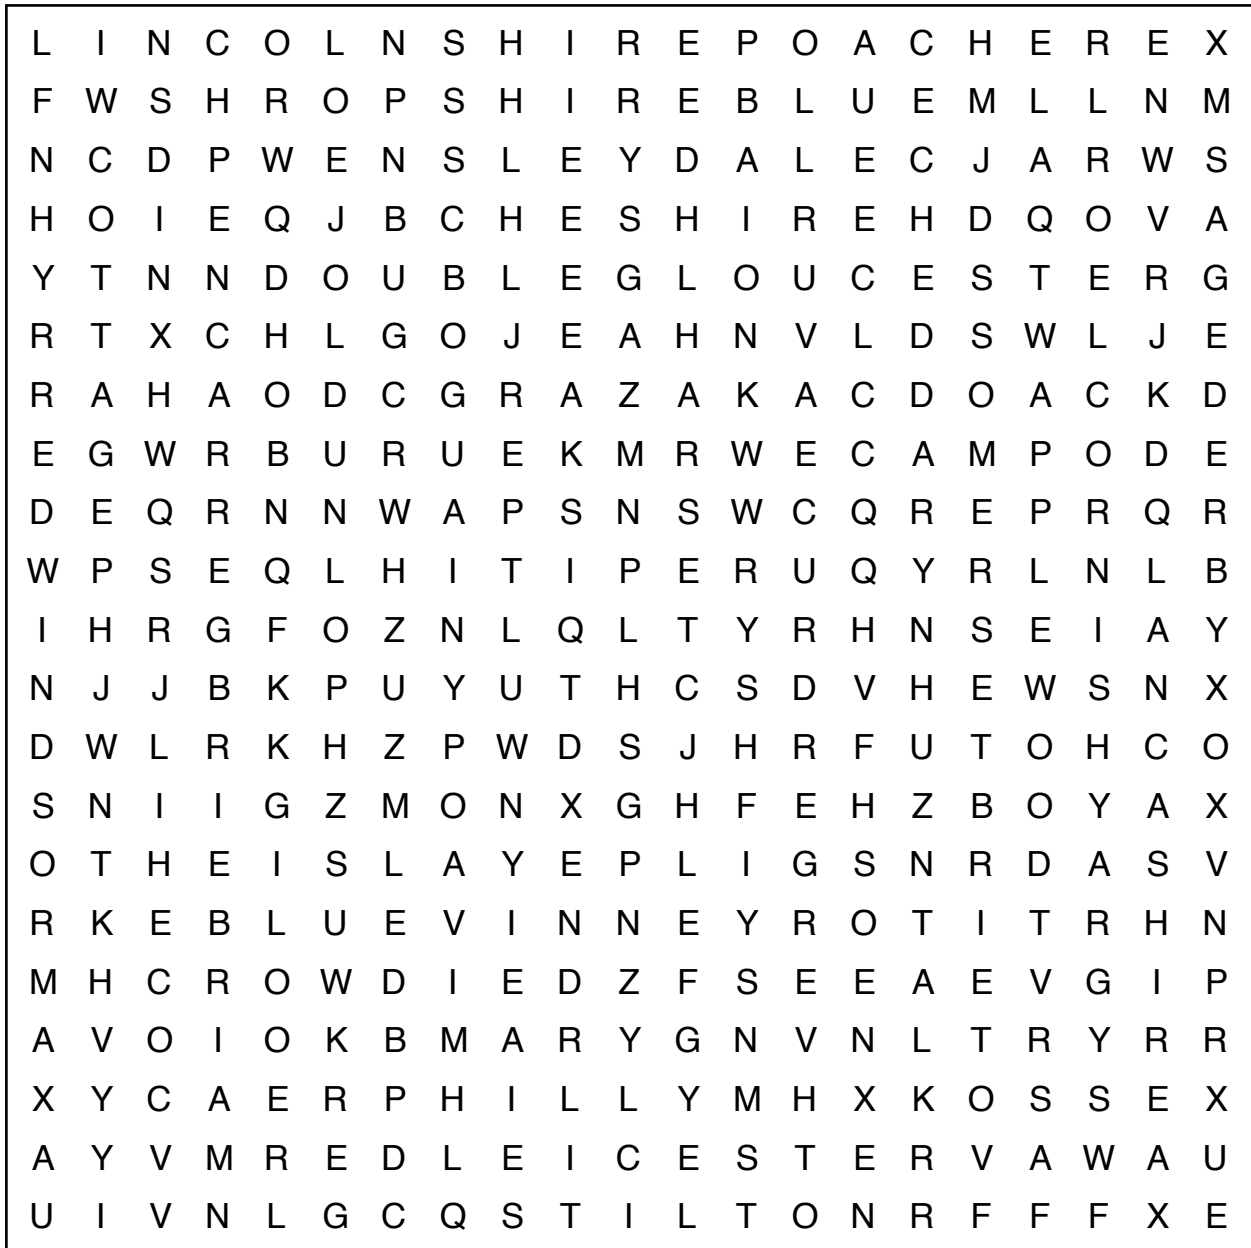 L I N C O L N S H I R E P O A C H E R E X
F W S H R O P S H I R E B L U E M L L N M
N C D P W E N S L E Y D A L E C J A R W S
H O I E Q J B C H E S H I R E H D Q O V A
Y T N N D O U B L E G L O U C E S T E R G
R T X C H L G O J E A H N V L D S W L J E
R A H A O D C G R A Z A K A C D O A C K D
E G W R B U R U E K M R W E C A M P O D E
D E Q R N N W A P S N S W C Q R E P R Q R
W P S E Q L H I T I P E R U Q Y R L N L B
I H R G F O Z N L Q L T Y R H N S E I A Y
N J J B K P U Y U T H C S D V H E W S N X
D W L R K H Z P W D S J H R F U T O H C O
S N I I G Z M O N X G H F E H Z B O Y A X
O T H E I S L A Y E P L I G S N R D A S V
R K E B L U E V I N N E Y R O T I T R H N
M H C R O W D I E D Z F S E E A E V G I P
A V O I O K B M A R Y G N V N L T R Y R R
X Y C A E R P H I L L Y M H X K O S S E X
A Y V M R E D L E I C E S T E R V A W A U
U I V N L G C Q S T I L T O N R F F F X E